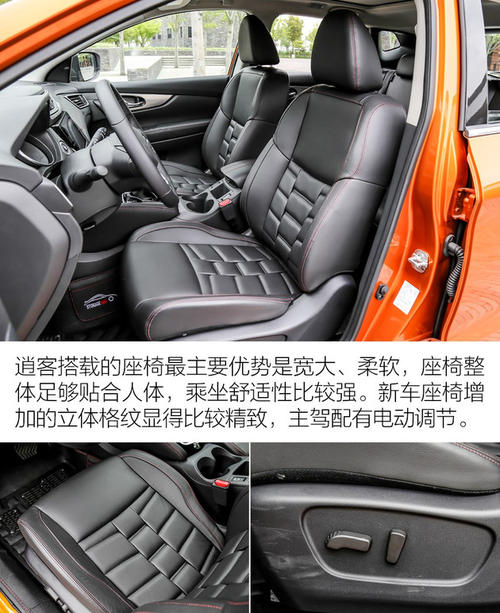 逍客搭载的座椅最主要优势是宽大、柔软，座椅整
体足够贴合人体，乘坐舒适性比较强。新车座椅增
加的立体格纹显得比较精致，主驾配有电动调节。